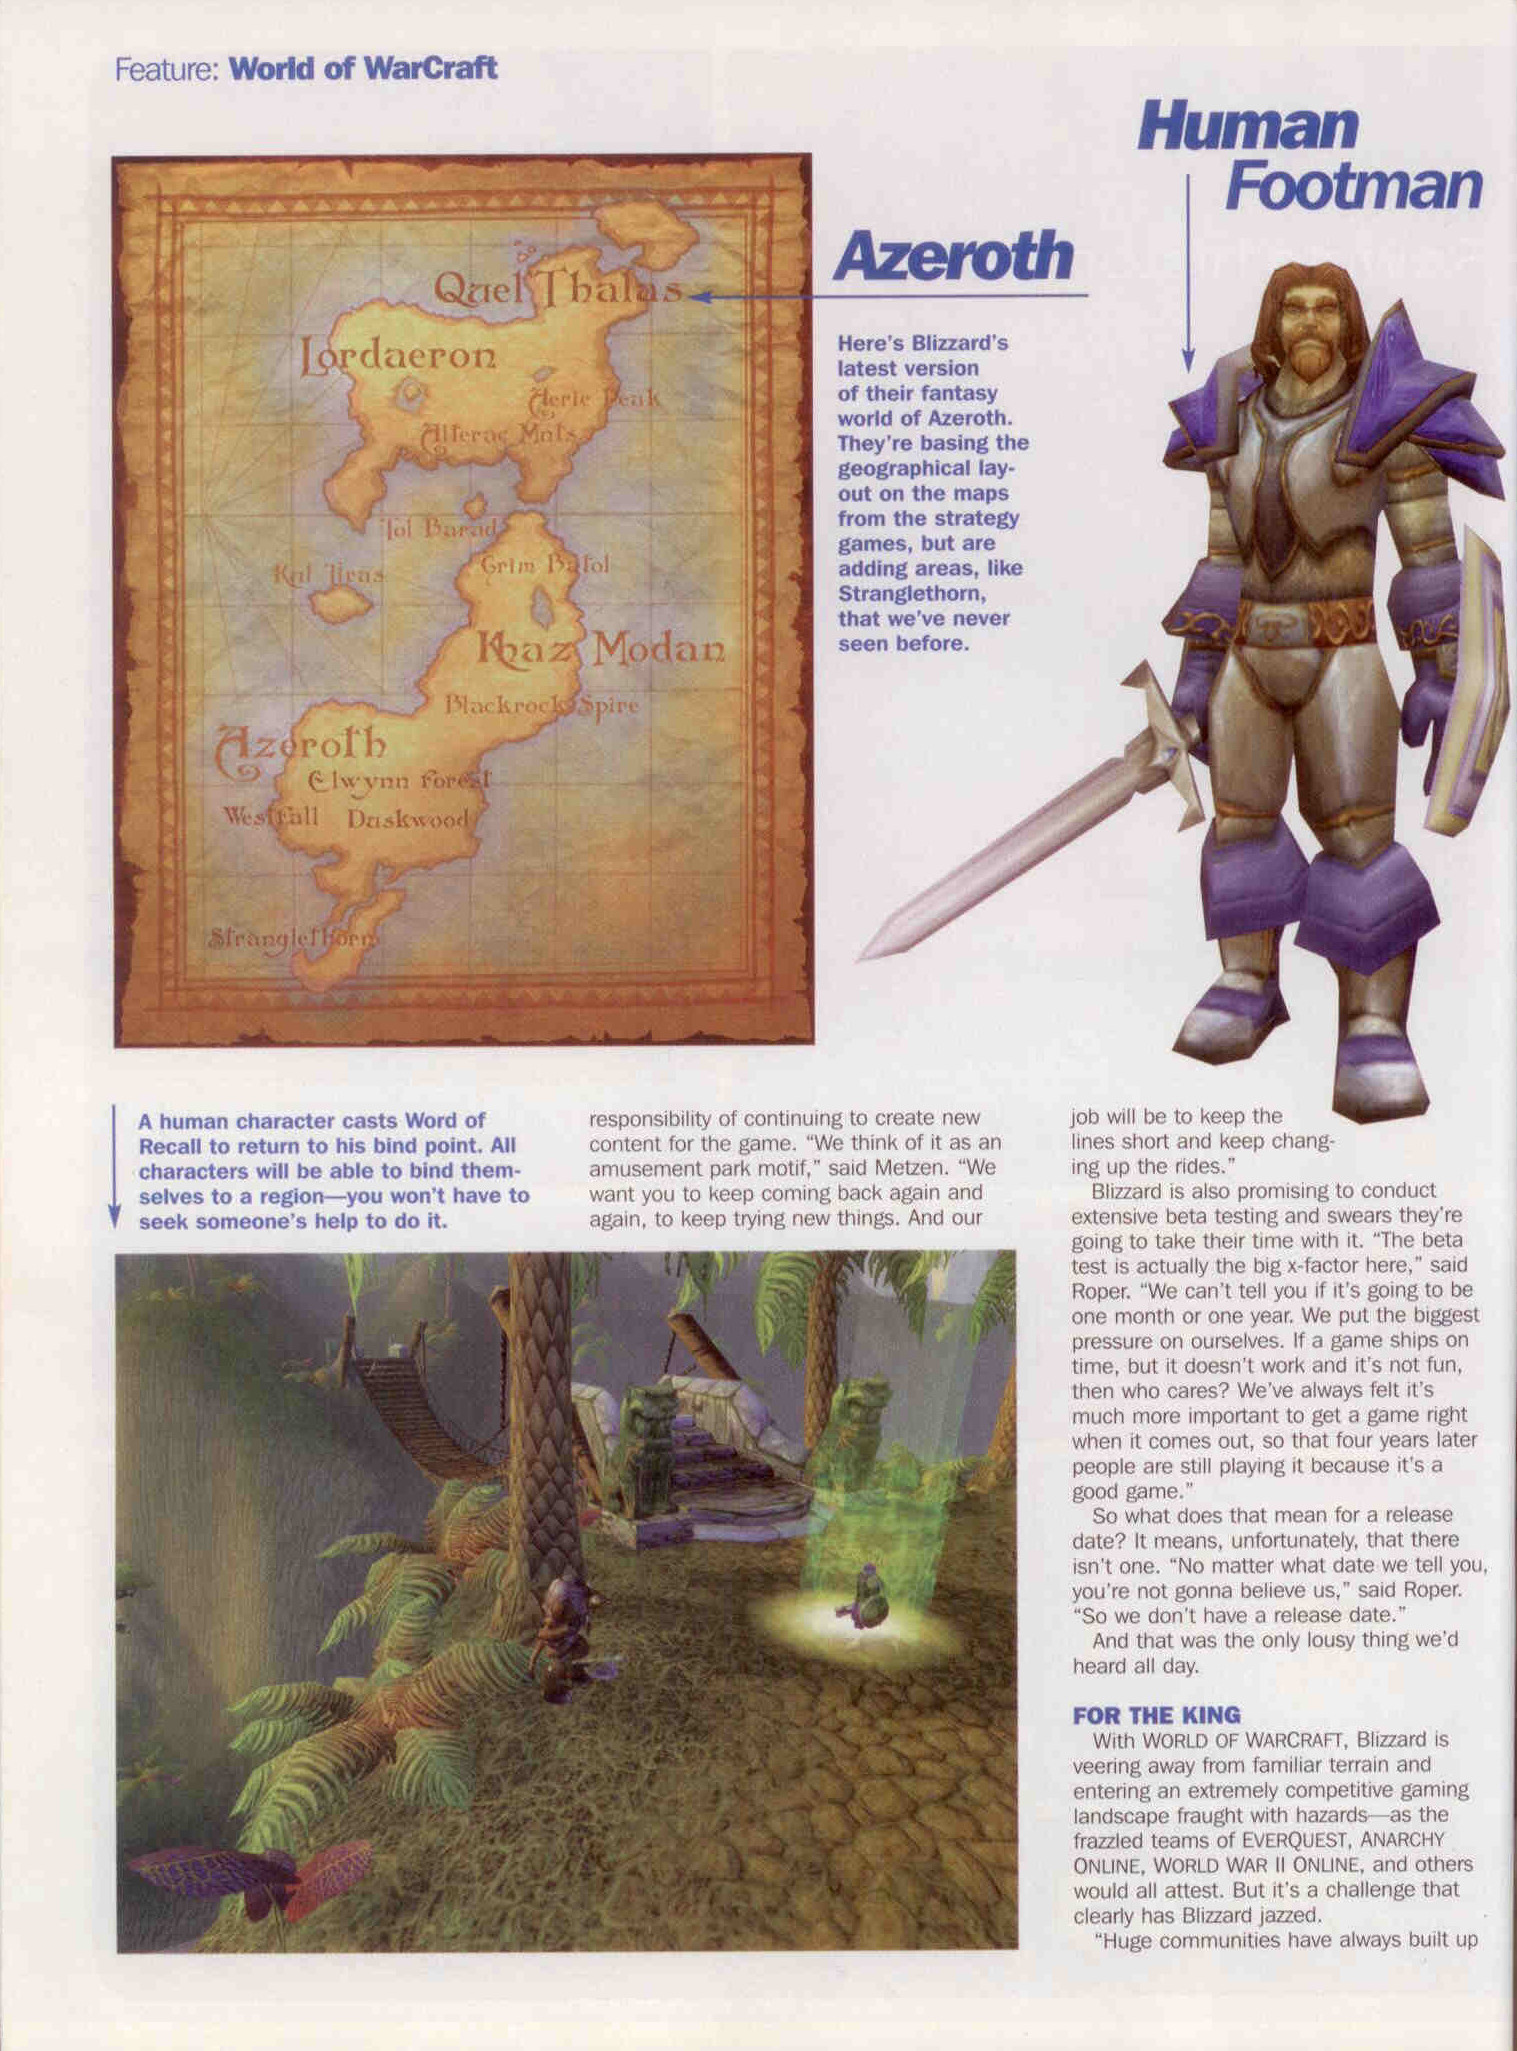 Feature: World of WarCraft
Human
Footman
Azeroth
Quel Thalas
Lordaeron
Aerie Peak
Alterac Mnts
Tol Barad
Grim Batol
Kul Tiras
Khaz Modan
Blackrock Spire
Azeroth
Elwynn Forest
Westfall Duskwood
Stranglethorn
Here's Blizzard's
latest version
of their fantasy
world of Azeroth.
They're basing the
geographical lay-
out on the maps
from the strategy
games, but are
adding areas, like
Stranglethorn,
that we've never
seen before.
A human character casts Word of
Recall to return to his bind point. All
characters will be able to bind them-
selves to a region—you won't have to
seek someone's help to do it.
responsibility of continuing to create new
content for the game. “We think of it as an
amusement park motif,” said Metzen. “We
want you to keep coming back again and
again, to keep trying new things. And our
job will be to keep the
lines short and keep chang-
ing up the rides.”
Blizzard is also promising to conduct
extensive beta testing and swears they're
going to take their time with it. “The beta
test is actually the big x-factor here,” said
Roper. “We can't tell you if it's going to be
one month or one year. We put the biggest
pressure on ourselves. If a game ships on
time, but it doesn't work and it's not fun,
then who cares? We've always felt it's
much more important to get a game right
when it comes out, so that four years later
people are still playing it because it's a
good game.”
So what does that mean for a release
date? It means, unfortunately, that there
isn't one. “No matter what date we tell you,
you're not gonna believe us,” said Roper.
“So we don't have a release date.”
And that was the only lousy thing we'd
heard all day.
FOR THE KING
With WORLD OF WARCRAFT, Blizzard is
veering away from familiar terrain and
entering an extremely competitive gaming
landscape fraught with hazards—as the
frazzled teams of EVERQUEST, ANARCHY
ONLINE, WORLD WAR II ONLINE, and others
would all attest. But it's a challenge that
clearly has Blizzard jazzed.
“Huge communities have always built up